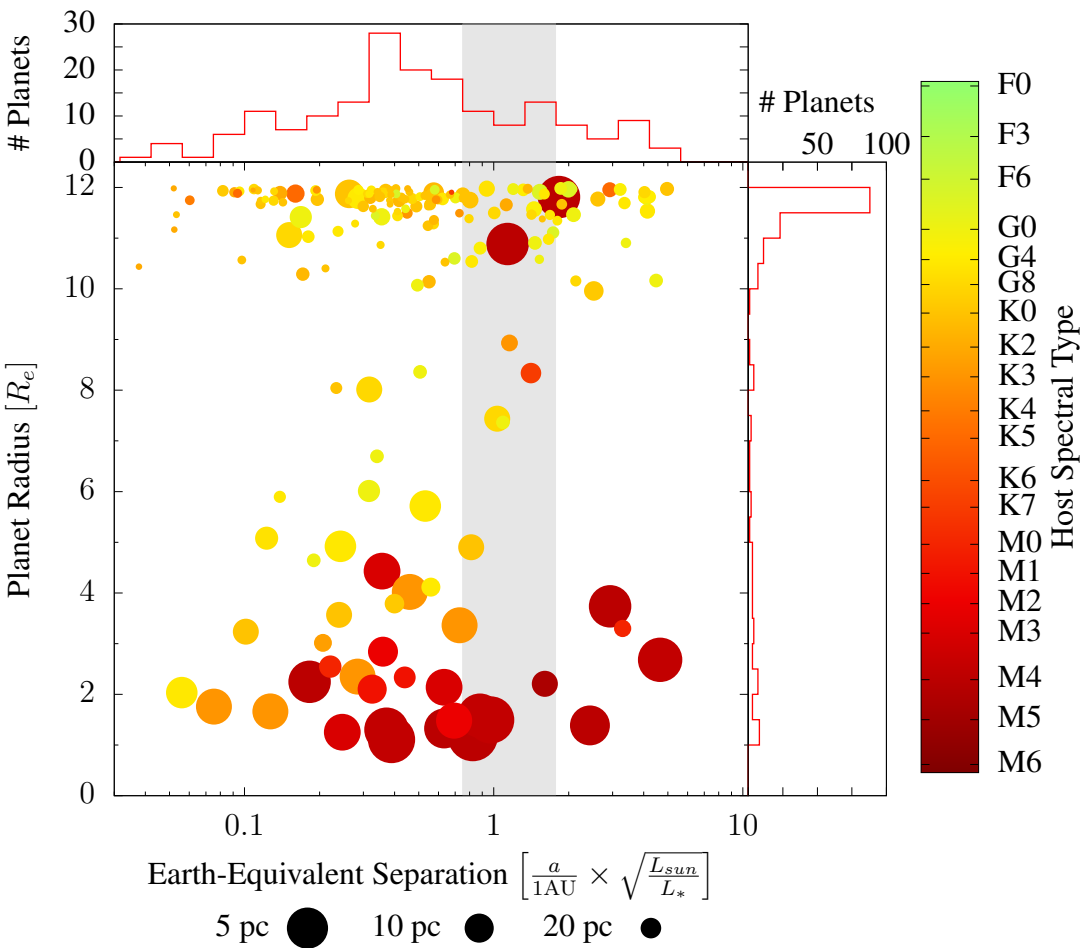 # Planets
30
20
10
0
# Planets
50 100
Planet Radius [R_e]
12
10
8
6
4
2
0
0.1 1 10
Earth-Equivalent Separation [a/1AU × √(L_sun/L_*)]
5 pc 10 pc 20 pc
F0
F3
F6
G0
G4
G8
K0
K2
K3
K4
K5
K6
K7
M0
M1
M2
M3
M4
M5
M6
Host Spectral Type